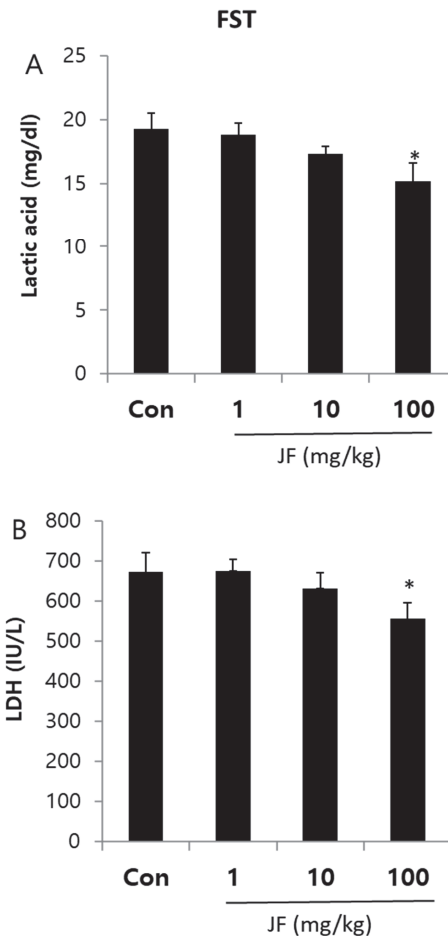 FST
A
Lactic acid (mg/dl)
25
20
15
10
5
0
*
Con 1 10 100
JF (mg/kg)
B
LDH (IU/L)
800
700
600
500
400
300
200
100
0
*
Con 1 10 100
JF (mg/kg)